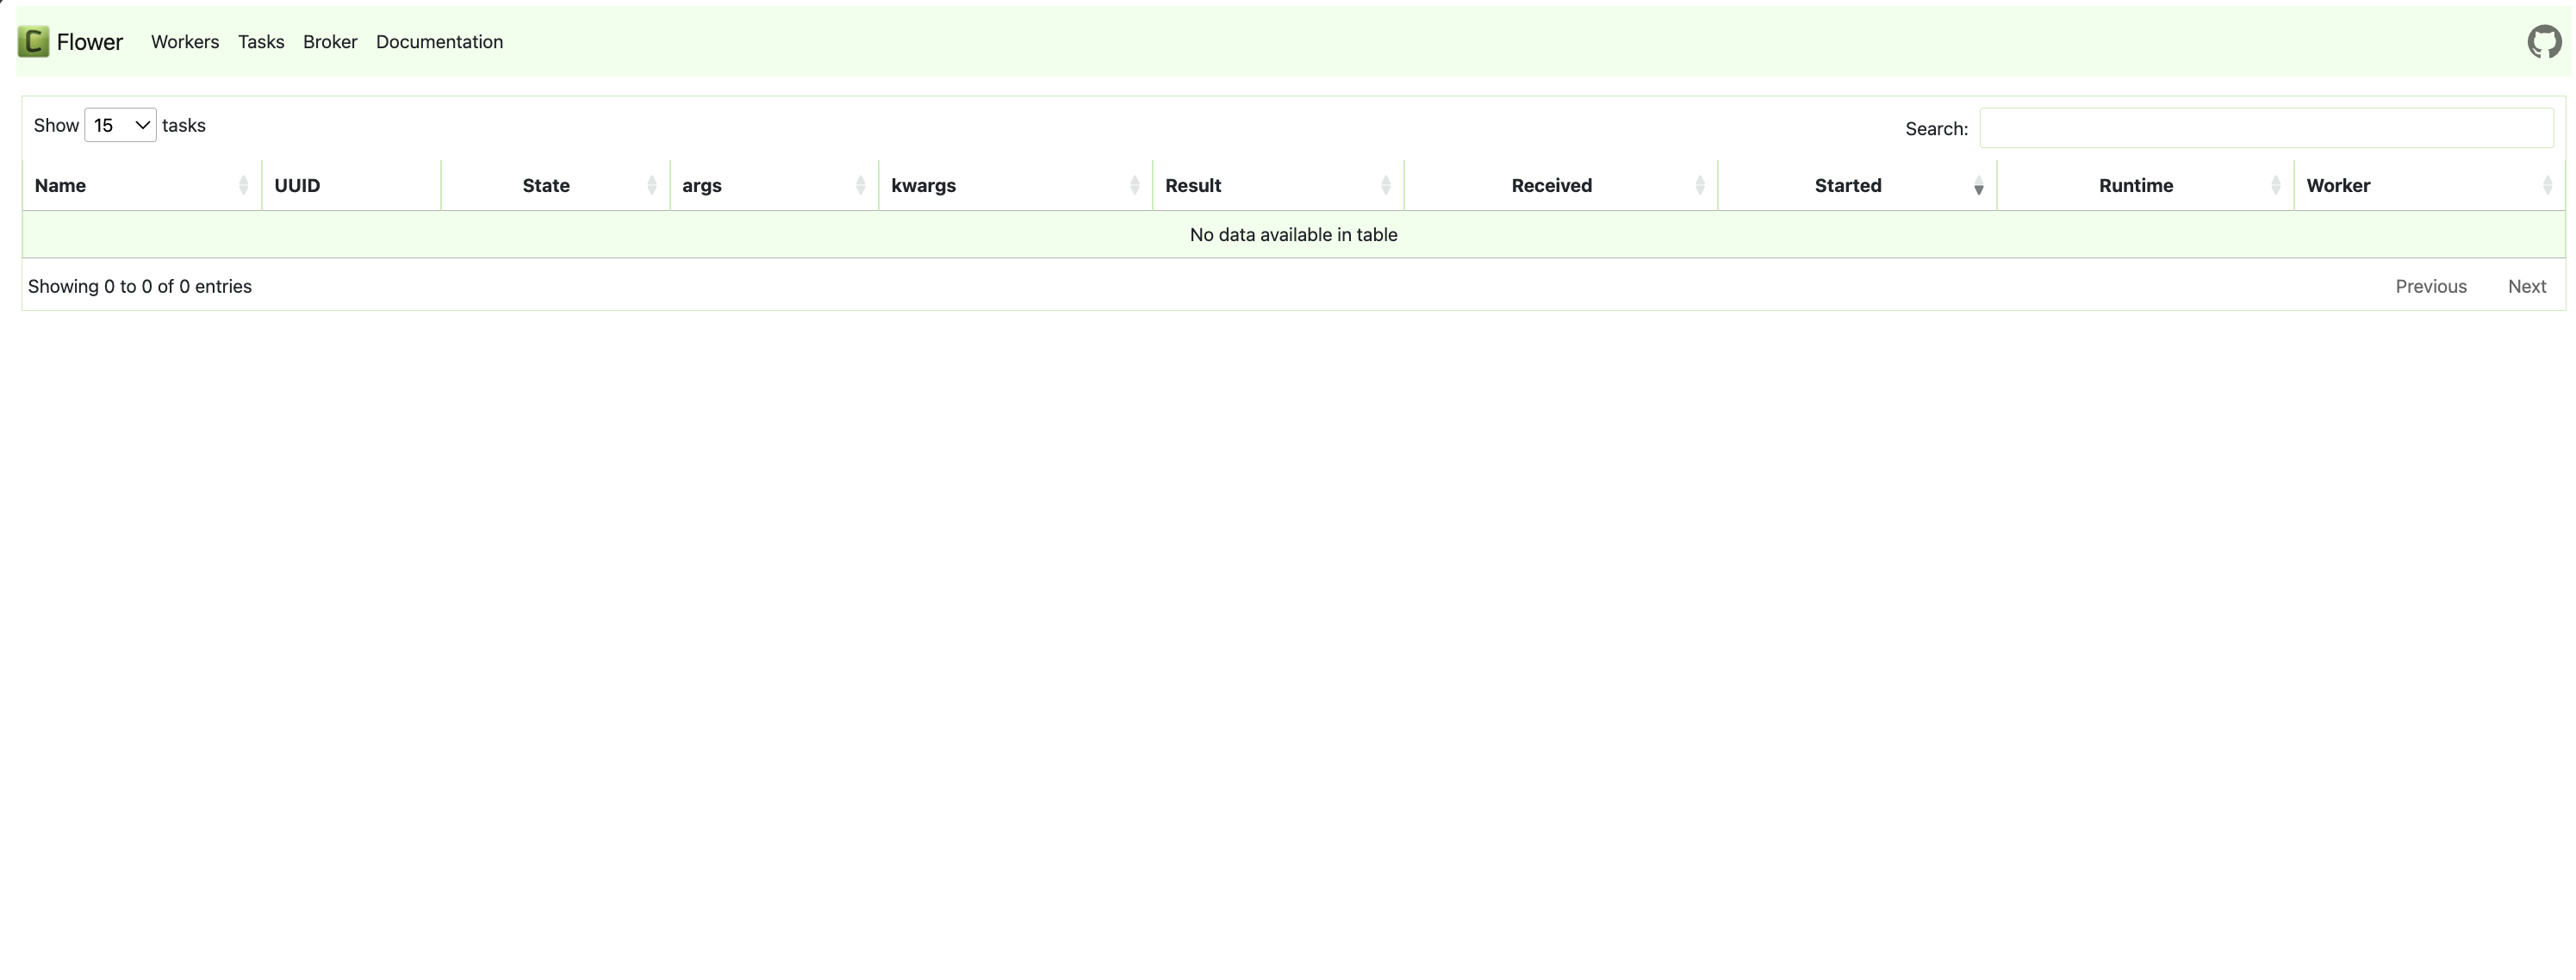 C Flower Workers Tasks Broker Documentation
Show 15 tasks Search:
Name UUID State args kwargs Result Received Started Runtime Worker
No data available in table
Showing 0 to 0 of 0 entries Previous Next